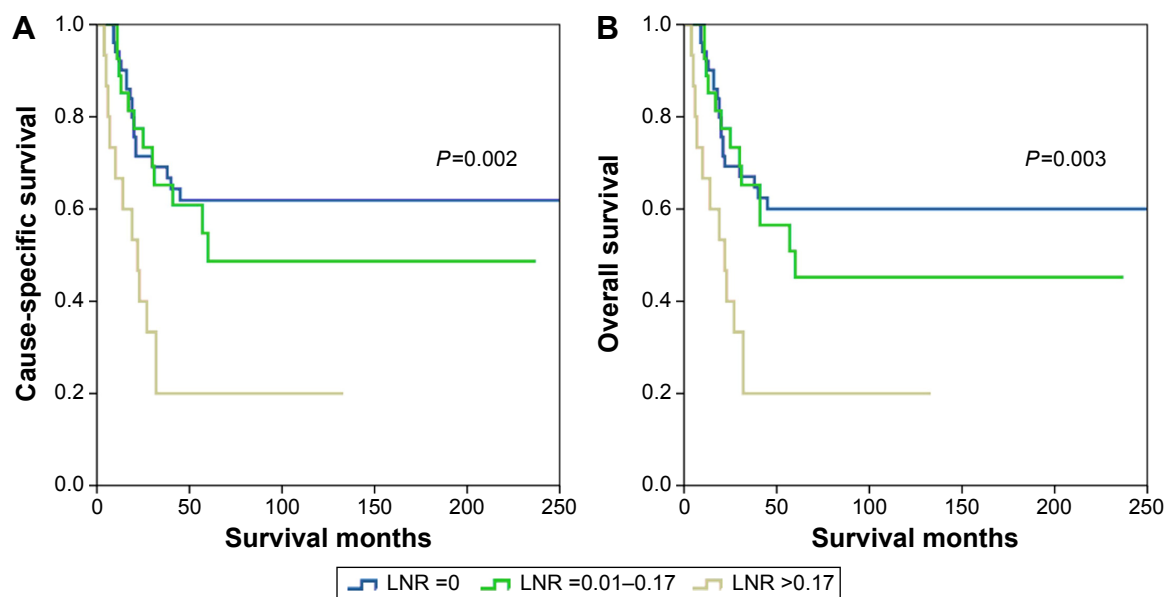 A
Cause-specific survival
1.0
0.8
0.6
0.4
0.2
0.0
P=0.002
0 50 100 150 200 250
Survival months
B
Overall survival
1.0
0.8
0.6
0.4
0.2
0.0
P=0.003
0 50 100 150 200 250
Survival months
LNR =0 LNR =0.01–0.17 LNR >0.17